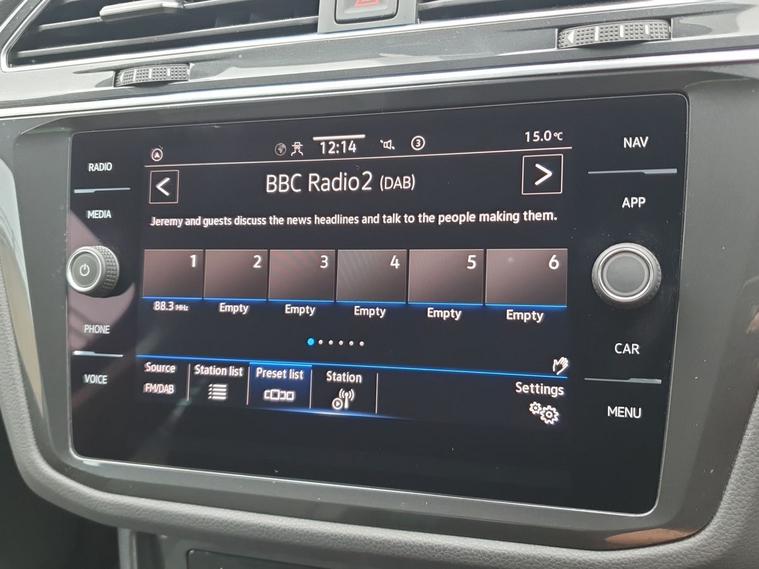 12:14
3
15.0°C
RADIO
NAV
BBC Radio2 (DAB)
MEDIA
APP
Jeremy and guests discuss the news headlines and talk to the people making them.
1 2 3 4 5 6
88.3 MHz Empty Empty Empty Empty Empty
PHONE
CAR
VOICE
MENU
Source Station list Preset list Station Settings
FM/DAB